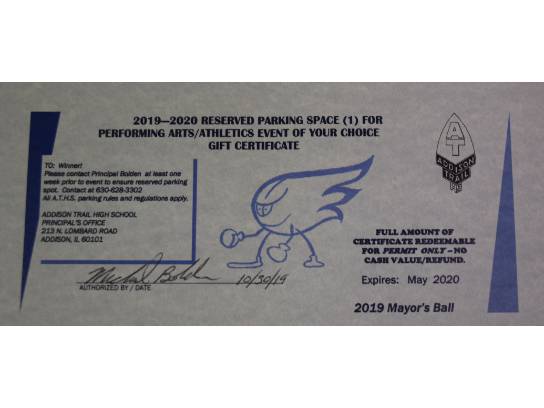 2019—2020 RESERVED PARKING SPACE (1) FOR
PERFORMING ARTS/ATHLETICS EVENT OF YOUR CHOICE
GIFT CERTIFICATE
TO: Winner!
Please contact Principal Bolden at least one
week prior to event to ensure reserved parking
spot. Contact at 630-628-3302
All A.T.H.S. parking rules and regulations apply.
ADDISON TRAIL HIGH SCHOOL
PRINCIPAL'S OFFICE
213 N. LOMBARD ROAD
ADDISON, IL 60101
Michael Bolden 10/30/19
AUTHORIZED BY / DATE
AT
ADDISON
TRAIL
FULL AMOUNT OF
CERTIFICATE REDEEMABLE
FOR PERMIT ONLY – NO
CASH VALUE/REFUND.
Expires: May 2020
2019 Mayor's Ball